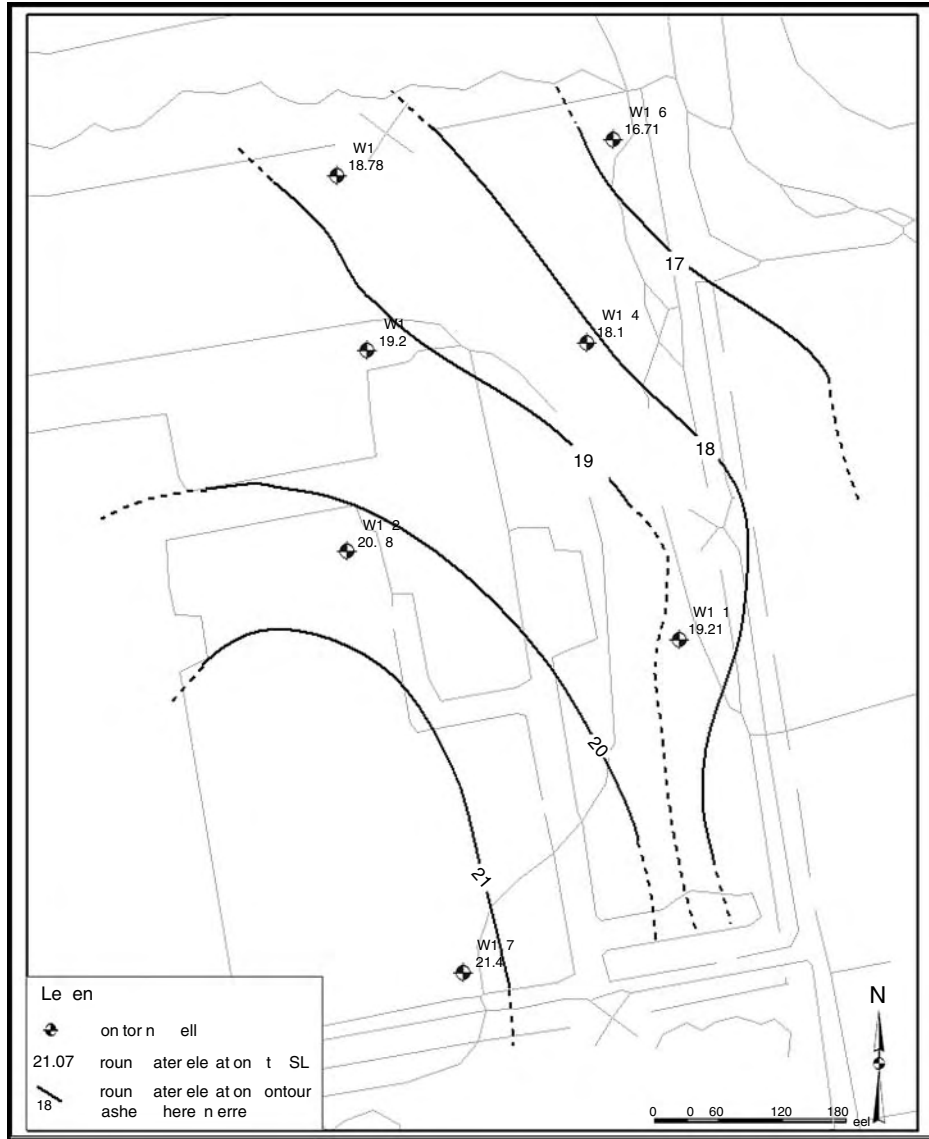 W1 6
16.71
W1
18.78
17
W1
19.2
W1 4
18.1
18
19
W1 2
20. 8
W1 1
19.21
20
21
W1 7
21.4
Le en
on tor n ell
21.07 roun ater ele at on t SL
18 roun ater ele at on ontour
ashe here n erre
N
0 0 60 120 180 eel